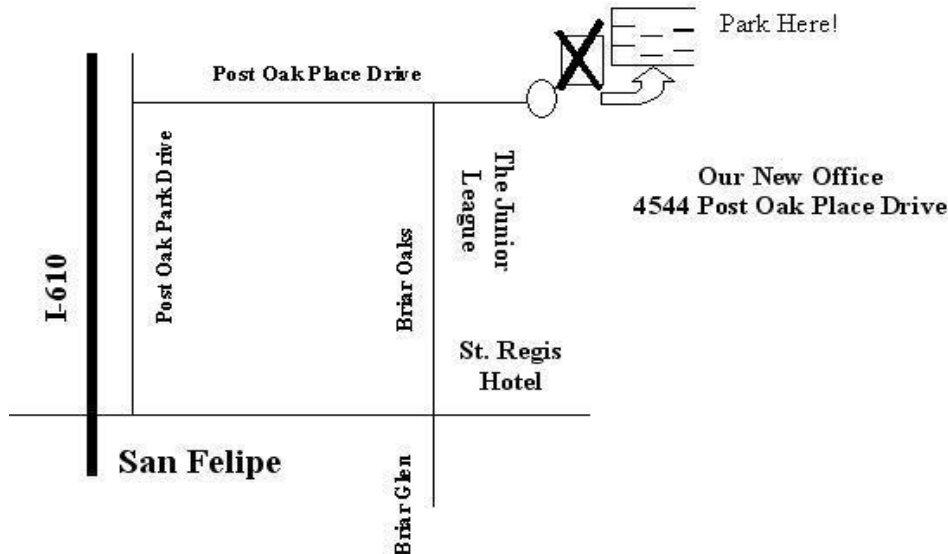 Park Here!
Post Oak Place Drive
Our New Office
4544 Post Oak Place Drive
I-610
Post Oak Park Drive
Briar Oaks
The Junior
League
St. Regis
Hotel
San Felipe
Briar Glen